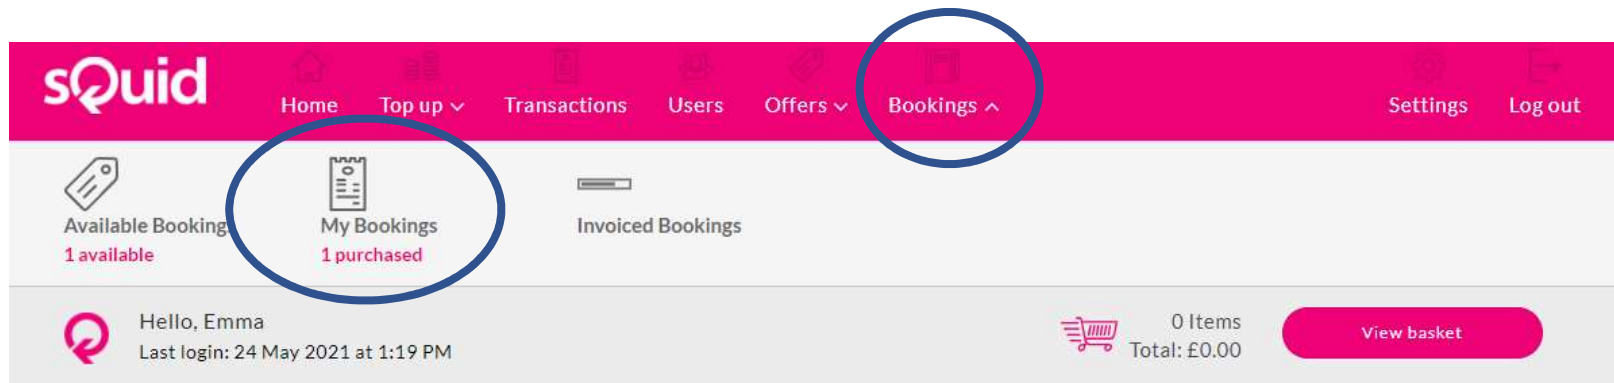 sQuid
Home Top up Transactions Users Offers Bookings Settings Log out
Available Bookings My Bookings Invoiced Bookings
1 available 1 purchased
Hello, Emma
Last login: 24 May 2021 at 1:19 PM
0 Items
Total: £0.00
View basket